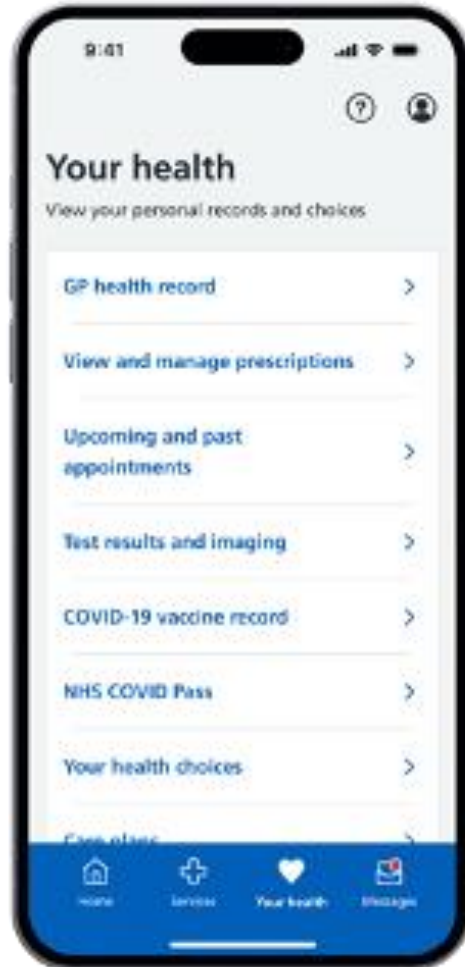 9:41
Your health
View your personal records and choices
GP health record
View and manage prescriptions
Upcoming and past
appointments
Test results and imaging
COVID-19 vaccine record
NHS COVID Pass
Your health choices
Care plans
Home
Services
Your health
Messages